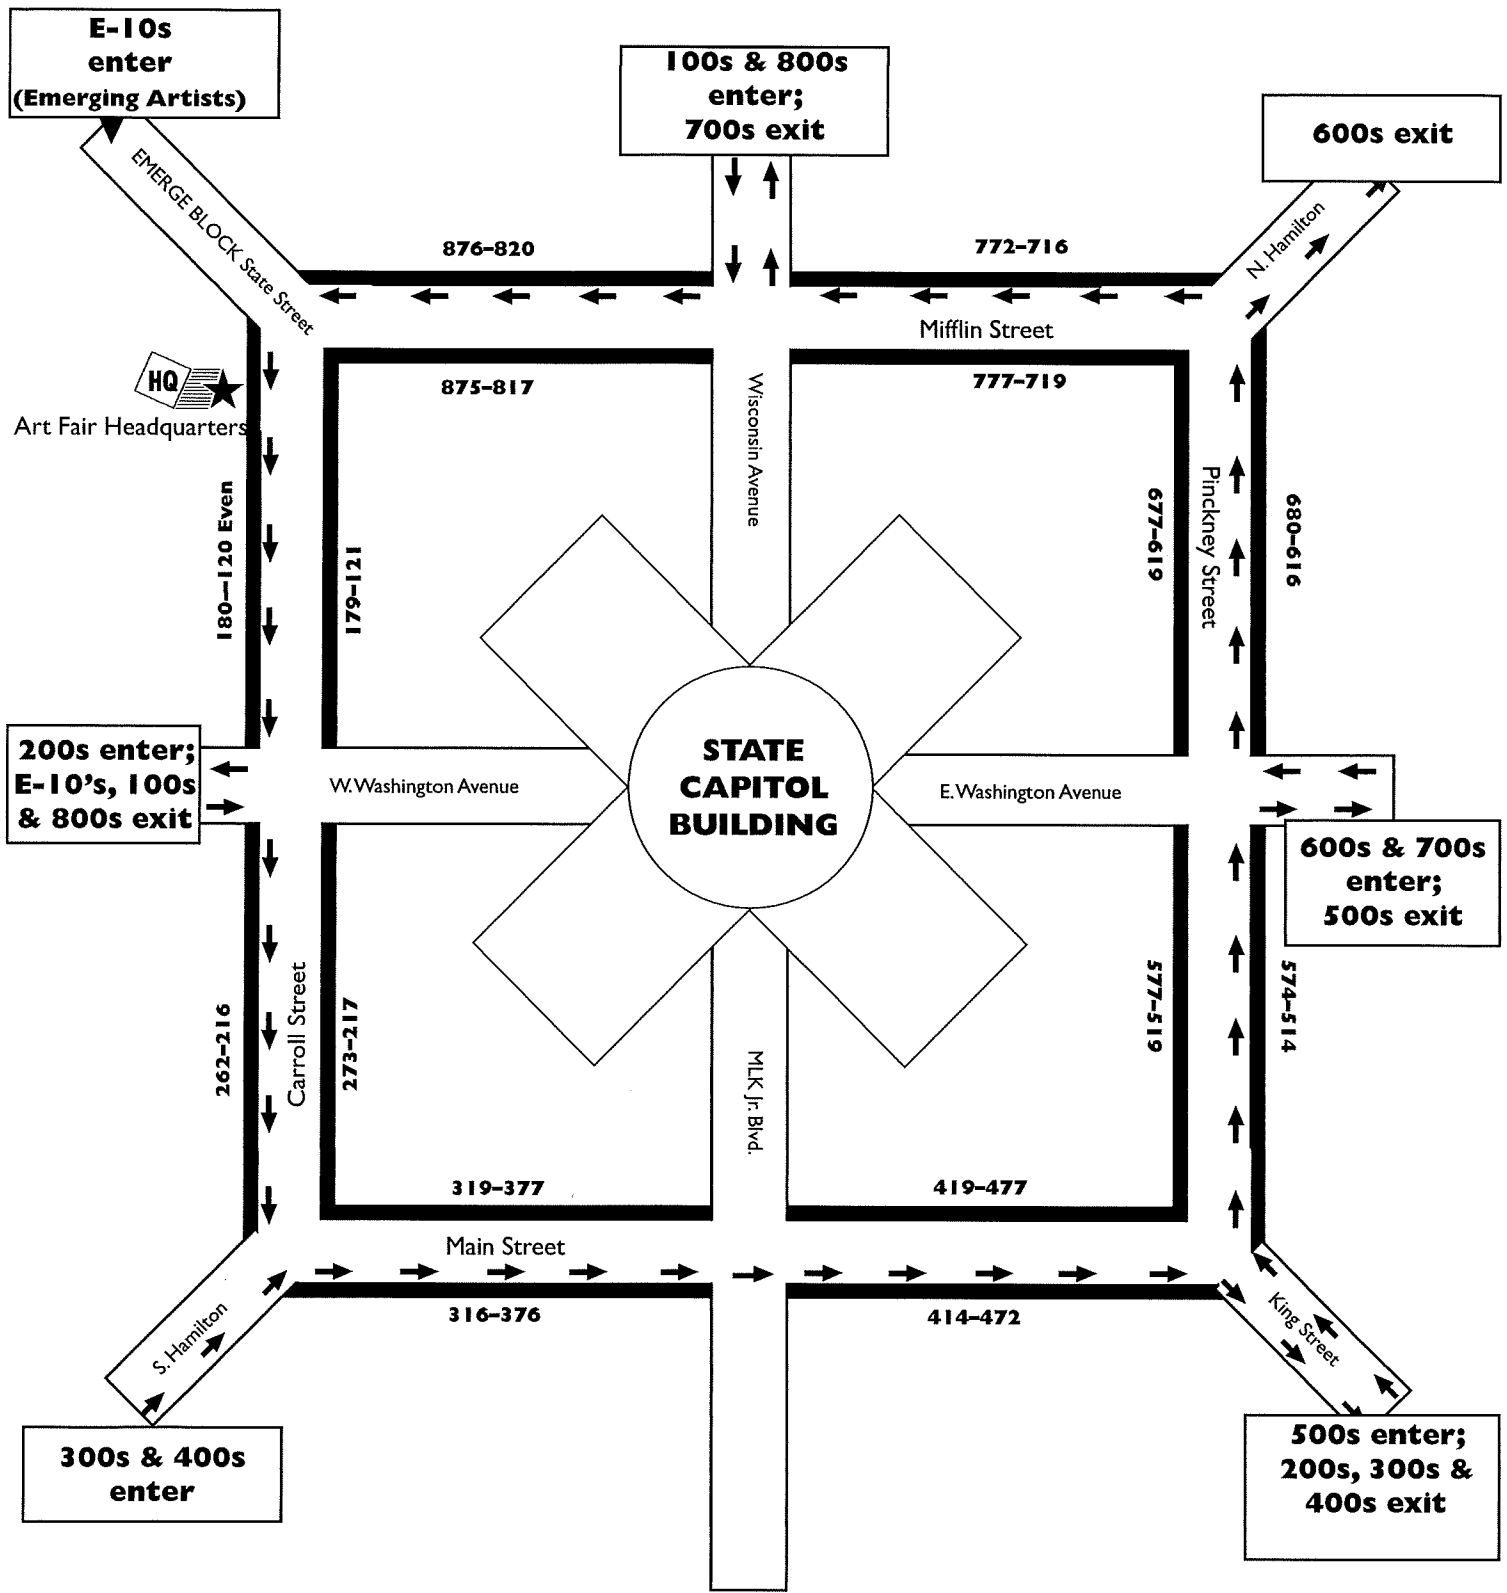 E-10s
enter
(Emerging Artists)
100s & 800s
enter;
700s exit
600s exit
EMERGE BLOCK State Street
N. Hamilton
876–820
772–716
Mifflin Street
875–817
777–719
HQ
Art Fair Headquarters
Wisconsin Avenue
Pinckney Street
180—120 Even
179–121
677–619
680–616
200s enter;
E-10's, 100s
& 800s exit
W. Washington Avenue
STATE
CAPITOL
BUILDING
E. Washington Avenue
600s & 700s
enter;
500s exit
262–216
Carroll Street
273–217
MLK Jr. Blvd.
577–519
574–514
319–377
419–477
Main Street
316–376
414–472
S. Hamilton
King Street
300s & 400s
enter
500s enter;
200s, 300s &
400s exit